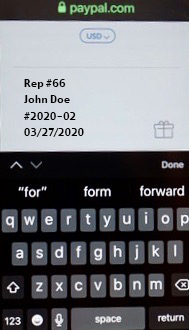 paypal.com
USD
Rep #66
John Doe
#2020-02
03/27/2020
Done
"for" form forward
q w e r t y u i o p
a s d f g h j k l
z x c v b n m
123 space return